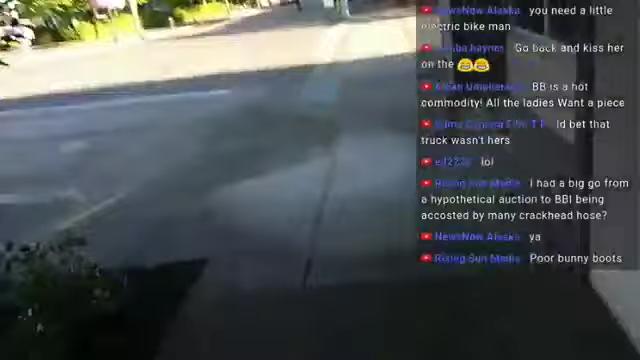 NewsNow Alaska you need a little
electric bike man
Go back and kiss her
on the 😂😂
BB is a hot
commodity! All the ladies Want a piece
Id bet that
truck wasn't hers
lol
Rising Sun Media I had a big go from
a hypothetical auction to BBI being
accosted by many crackhead hose?
NewsNow Alaska ya
Rising Sun Media Poor bunny boots